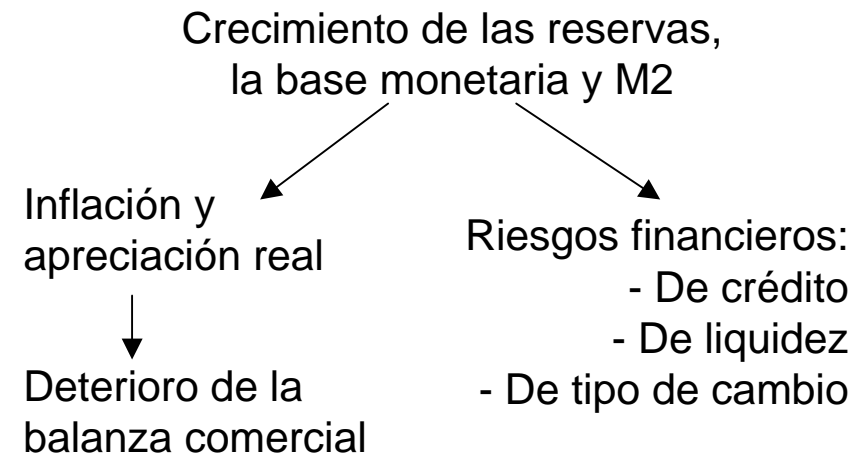 Crecimiento de las reservas,
la base monetaria y M2
Inflación y
apreciación real
Deterioro de la
balanza comercial
Riesgos financieros:
- De crédito
- De liquidez
- De tipo de cambio